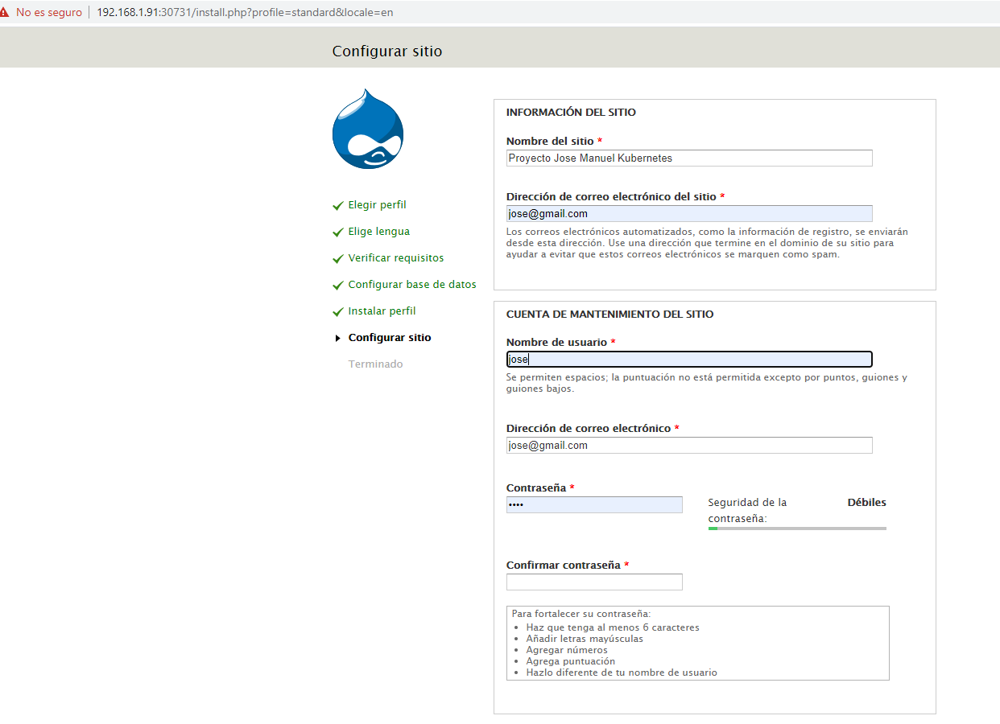 No es seguro
192.168.1.91:30731/install.php?profile=standard&locale=en
Configurar sitio
Elegir perfil
Elige lengua
Verificar requisitos
Configurar base de datos
Instalar perfil
Configurar sitio
Terminado
INFORMACIÓN DEL SITIO
Nombre del sitio *
Proyecto Jose Manuel Kubernetes
Dirección de correo electrónico del sitio *
jose@gmail.com
Los correos electrónicos automatizados, como la información de registro, se enviarán
desde esta dirección. Use una dirección que termine en el dominio de su sitio para
ayudar a evitar que estos correos electrónicos se marquen como spam.
CUENTA DE MANTENIMIENTO DEL SITIO
Nombre de usuario *
jose
Se permiten espacios; la puntuación no está permitida excepto por puntos, guiones y
guiones bajos.
Dirección de correo electrónico *
jose@gmail.com
Contraseña *
••••
Seguridad de la
contraseña:
Débiles
Confirmar contraseña *
Para fortalecer su contraseña:
• Haz que tenga al menos 6 caracteres
• Añadir letras mayúsculas
• Agregar números
• Agrega puntuación
• Hazlo diferente de tu nombre de usuario